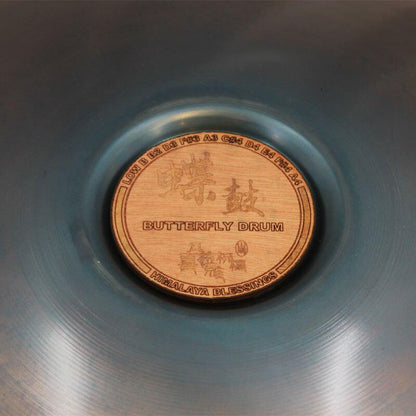 LOW D B2 D3 F#3 A3 C#4 D4 E4 F#4 A4
蝶鼓
BUTTERFLY DRUM
HIMALAYA BLESSINGS